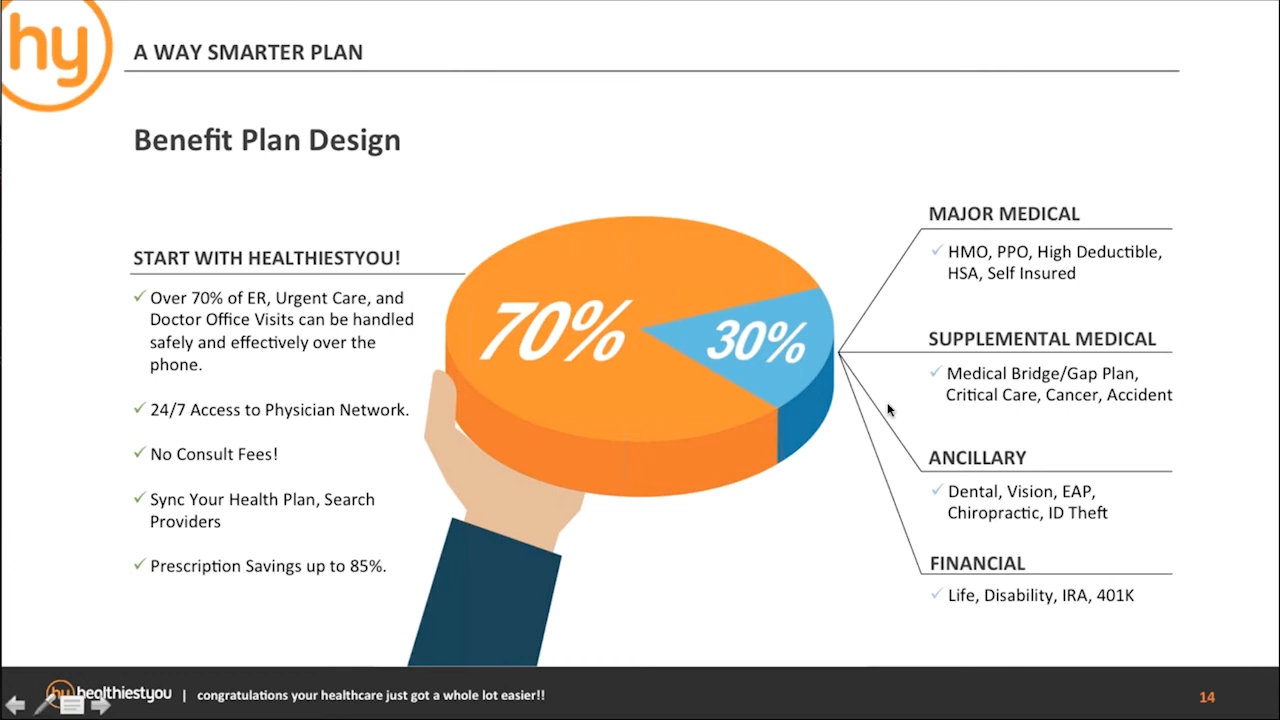 hy
A WAY SMARTER PLAN
Benefit Plan Design
START WITH HEALTHIESTYOU!
✓ Over 70% of ER, Urgent Care, and
Doctor Office Visits can be handled
safely and effectively over the
phone.
✓ 24/7 Access to Physician Network.
✓ No Consult Fees!
✓ Sync Your Health Plan, Search
Providers
✓ Prescription Savings up to 85%.
70%
30%
MAJOR MEDICAL
✓ HMO, PPO, High Deductible,
HSA, Self Insured
SUPPLEMENTAL MEDICAL
✓ Medical Bridge/Gap Plan,
Critical Care, Cancer, Accident
ANCILLARY
✓ Dental, Vision, EAP,
Chiropractic, ID Theft
FINANCIAL
✓ Life, Disability, IRA, 401K
hy healthiestyou | congratulations your healthcare just got a whole lot easier!!
14